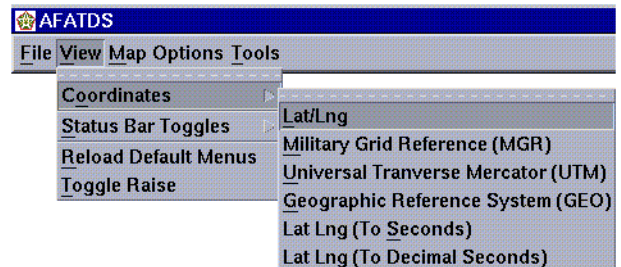 AFATDS
File View Map Options Tools
Coordinates
Status Bar Toggles
Reload Default Menus
Toggle Raise
Lat/Lng
Military Grid Reference (MGR)
Universal Tranverse Mercator (UTM)
Geographic Reference System (GEO)
Lat Lng (To Seconds)
Lat Lng (To Decimal Seconds)